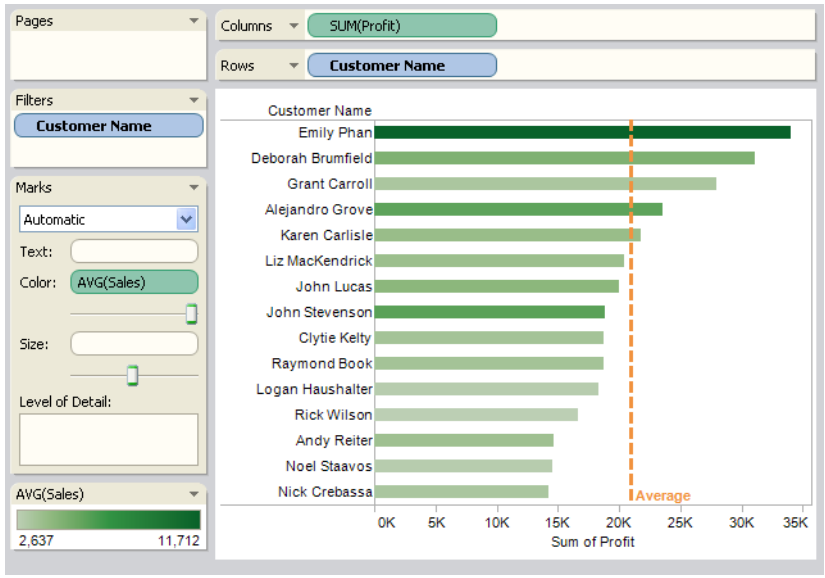 Pages
Columns
SUM(Profit)
Rows
Customer Name
Filters
Customer Name
Marks
Automatic
Text:
Color:
AVG(Sales)
Size:
Level of Detail:
AVG(Sales)
2,637 11,712
Customer Name
Emily Phan
Deborah Brumfield
Grant Carroll
Alejandro Grove
Karen Carlisle
Liz MacKendrick
John Lucas
John Stevenson
Clytie Kelty
Raymond Book
Logan Haushalter
Rick Wilson
Andy Reiter
Noel Staavos
Nick Crebassa
Average
0K 5K 10K 15K 20K 25K 30K 35K
Sum of Profit